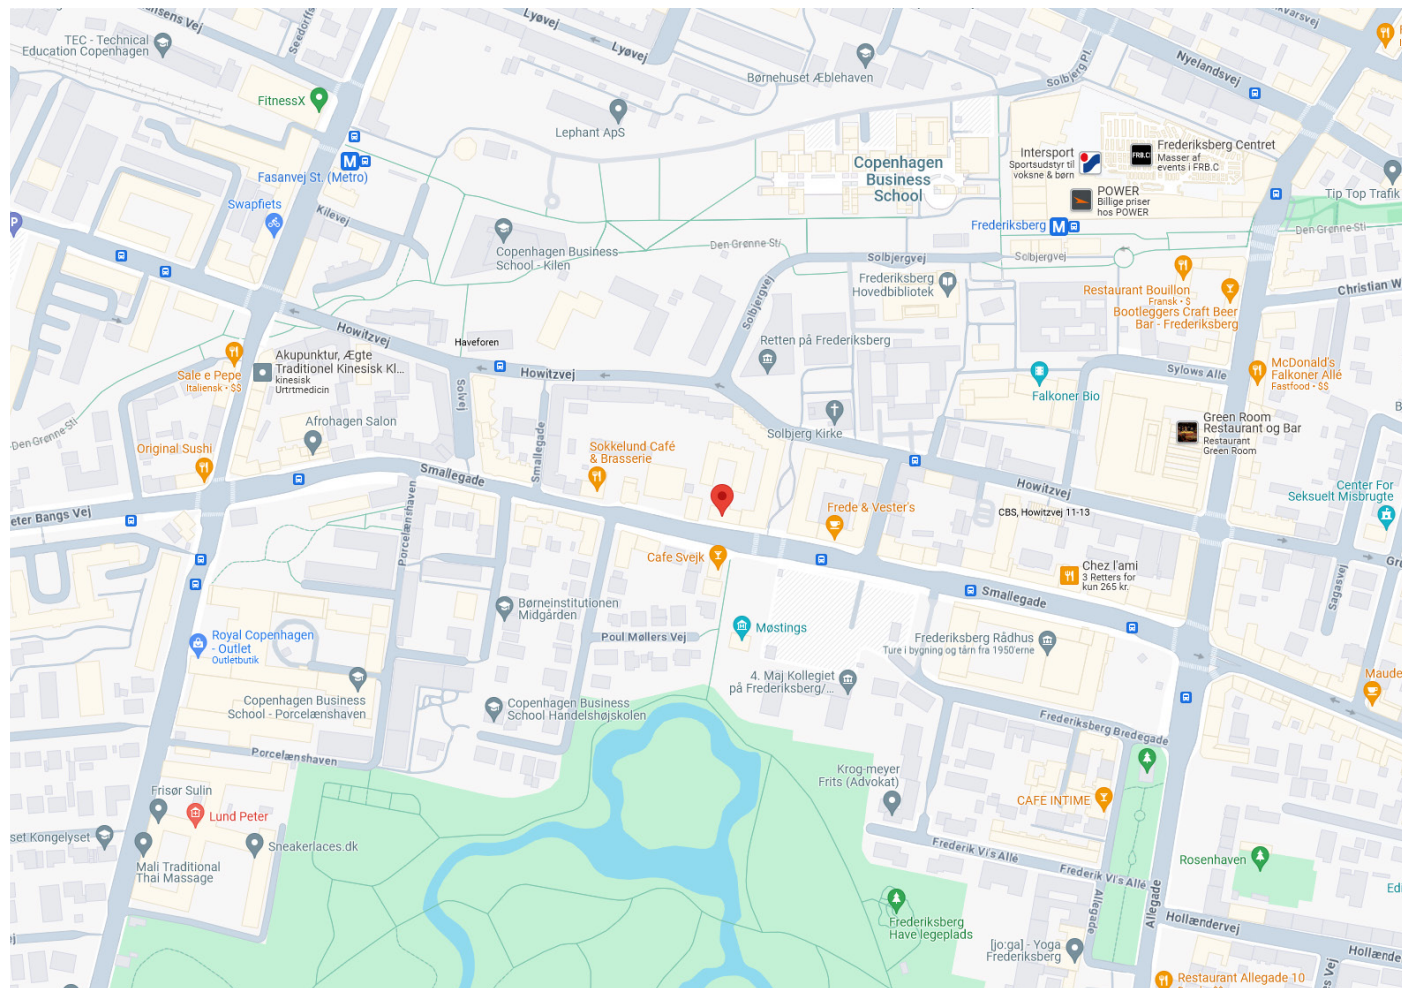 Lyøvej
Lyøvej
TEC - Technical
Education Copenhagen
Børnehuset Æblehaven
Solbjerg Pl.
Nyelandsvej
FitnessX
Lephant ApS
Copenhagen
Business
School
Intersport
Sportsudstyr til
voksne & børn
FRB.C
Frederiksberg Centret
Masser af
events i FRB.C
POWER
Billige priser
hos POWER
Tip Top Trafik
M
Fasanvej St. (Metro)
Swapfiets
Kilevej
P
Frederiksberg
M
Den Grønne Sti
Copenhagen Business
School - Kilen
Den Grønne Sti
Solbjergvej
Solbjergvej
Solbjergvej
Frederiksberg
Hovedbibliotek
Restaurant Bouillon
Fransk • $
Bootleggers Craft Beer
Bar - Frederiksberg
Christian W
Howitzvej
Haveforen
Howitzvej
Retten på Frederiksberg
Sale e Pepe
Italiensk • $$
Akupunktur, Ægte
Traditionel Kinesisk Kl...
kinesisk
Urtrtmedicin
Solvej
Sylows Alle
McDonald's
Falkoner Allé
Fastfood • $$
Falkoner Bio
Afrohagen Salon
Solbjerg Kirke
Green Room
Restaurant og Bar
Restaurant
Green Room
Den-Grønne-Sti
Original Sushi
Smallegade
Smallegade
Sokkelund Café
& Brasserie
Howitzvej
Center For
Seksuelt Misbrugte
eter Bangs Vej
Porcelænshaven
Frede & Vester's
CBS, Howitzvej 11-13
Cafe Svejk
Chez l'ami
3 Retters for
kun 265 kr.
Smallegade
Sagasvej
Gr
Børneinstitutionen
Midgården
Møstings
Poul Møllers Vej
Frederiksberg Rådhus
Ture i bygning og tårn fra 1950'erne
Royal Copenhagen
- Outlet
Outletbutik
4. Maj Kollegiet
på Frederiksberg/...
Maude
Copenhagen Business
School - Porcelænshaven
Copenhagen Business
School Handelshøjskolen
Frederiksberg Bredegade
Porcelænshaven
Krog-meyer
Frits (Advokat)
Frisør Sulin
Lund Peter
CAFE INTIME
set Kongelyset
Sneakerlaces.dk
Mali Traditional
Thai Massage
Frederik VI's Allé
Frederik VI's Allé
Rosenhaven
Allegade
Allegade
Edi
Frederiksberg
Have legeplads
Hollændervej
[jo:ga] - Yoga
Frederiksberg
Hollænde
Restaurant Allegade 10